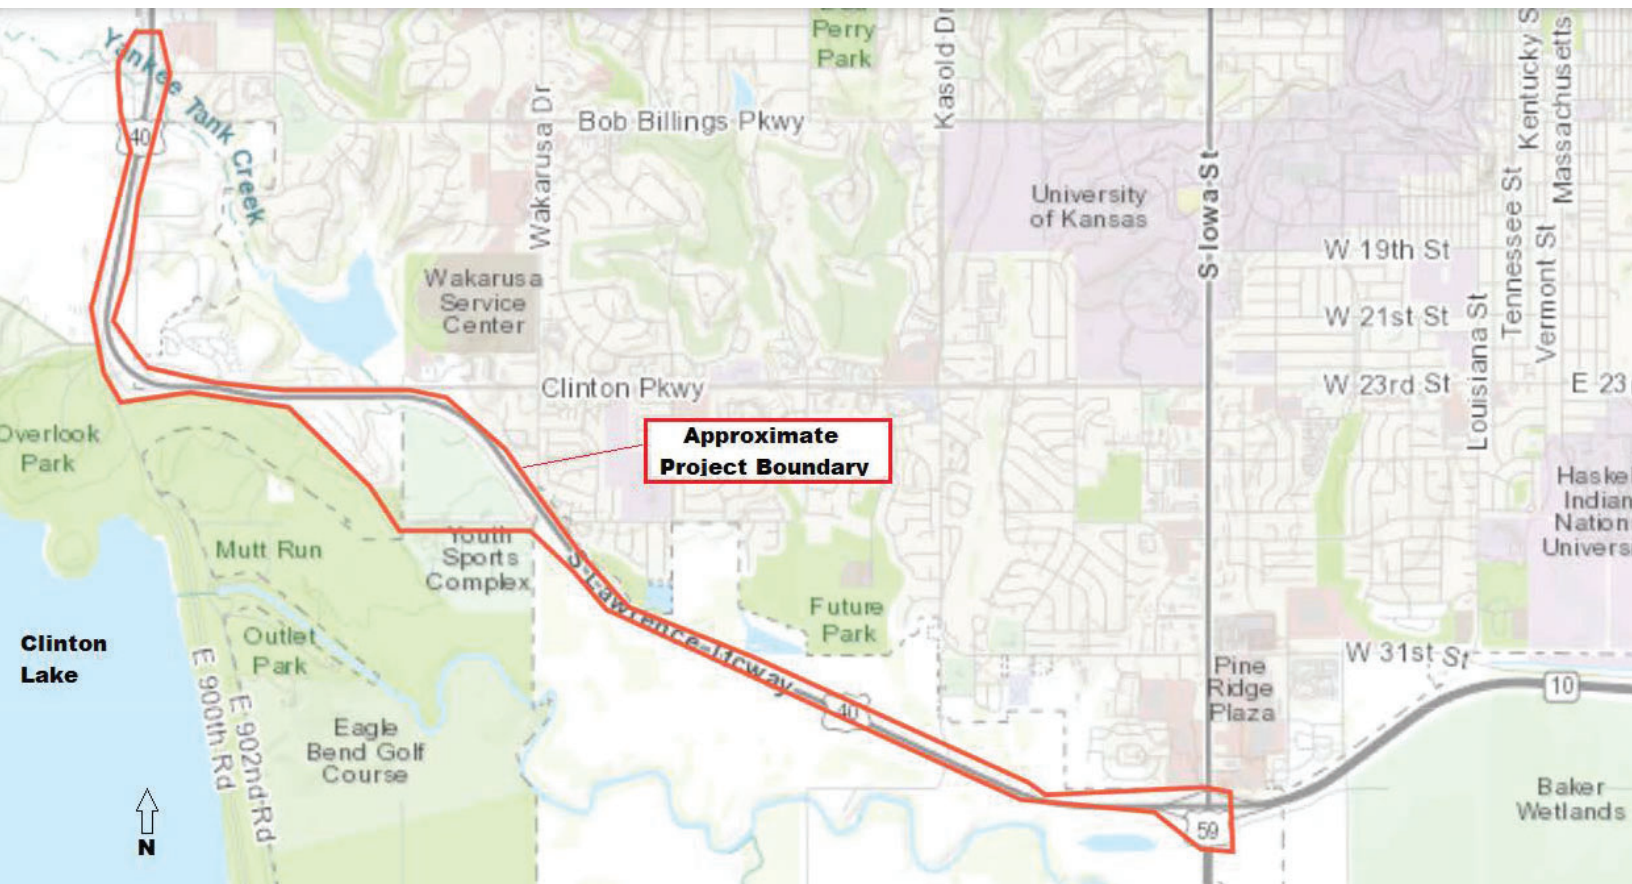 Perry
Park
Kasold Dr
Kentucky S
Massachusetts
Yankee Tank Creek
40
Wakarusa Dr
Bob Billings Pkwy
S-Iowa-St
University
of Kansas
Tennessee St
Vermont St
W 19th St
Wakarusa
Service
Center
W 21st St
Louisiana St
Clinton Pkwy
W 23rd St
E 23
Approximate
Project Boundary
Overlook
Park
Haskel
Indian
Nation
Univers
Youth
Sports
Complex
Mutt Run
S-Lawrence-Tfcway
Future
Park
Outlet
Park
Clinton
Lake
E 900th Rd
E 902nd Rd
W 31st St
Pine
Ridge
Plaza
10
40
Eagle
Bend Golf
Course
Baker
Wetlands
59
N